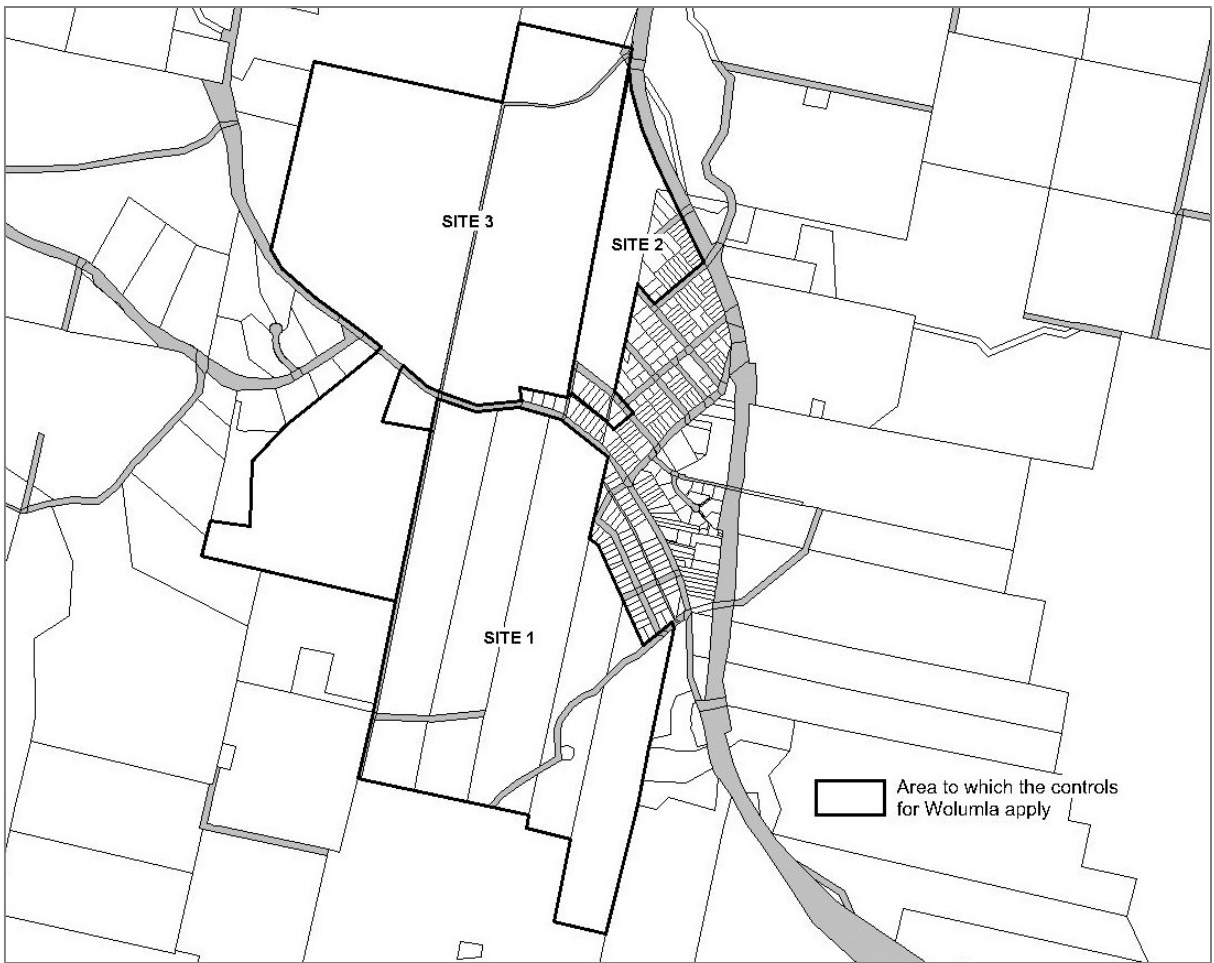 SITE 3
SITE 2
SITE 1
Area to which the controls
for Wolumla apply